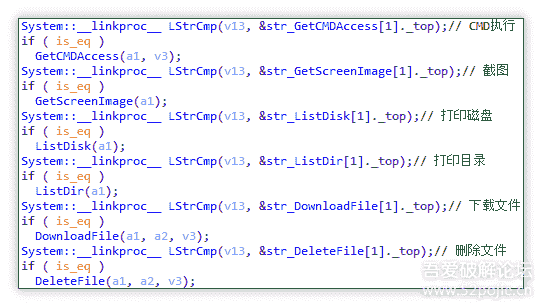 System::__linkproc__ LStrCmp(v13, &str_GetCMDAccess[1]._top);// CMD执行
if ( is_eq )
GetCMDAccess(a1, v3);
System::__linkproc__ LStrCmp(v13, &str_GetScreenImage[1]._top);// 截图
if ( is_eq )
GetScreenImage(a1);
System::__linkproc__ LStrCmp(v13, &str_ListDisk[1]._top);// 打印磁盘
if ( is_eq )
ListDisk(a1);
System::__linkproc__ LStrCmp(v13, &str_ListDir[1]._top);// 打印目录
if ( is_eq )
ListDir(a1);
System::__linkproc__ LStrCmp(v13, &str_DownloadFile[1]._top);// 下载文件
if ( is_eq )
DownloadFile(a1, a2, v3);
System::__linkproc__ LStrCmp(v13, &str_DeleteFile[1]._top);// 删除文件
if ( is_eq )
DeleteFile(a1, a2, v3);
吾爱破解论坛
www.52pojie.cn